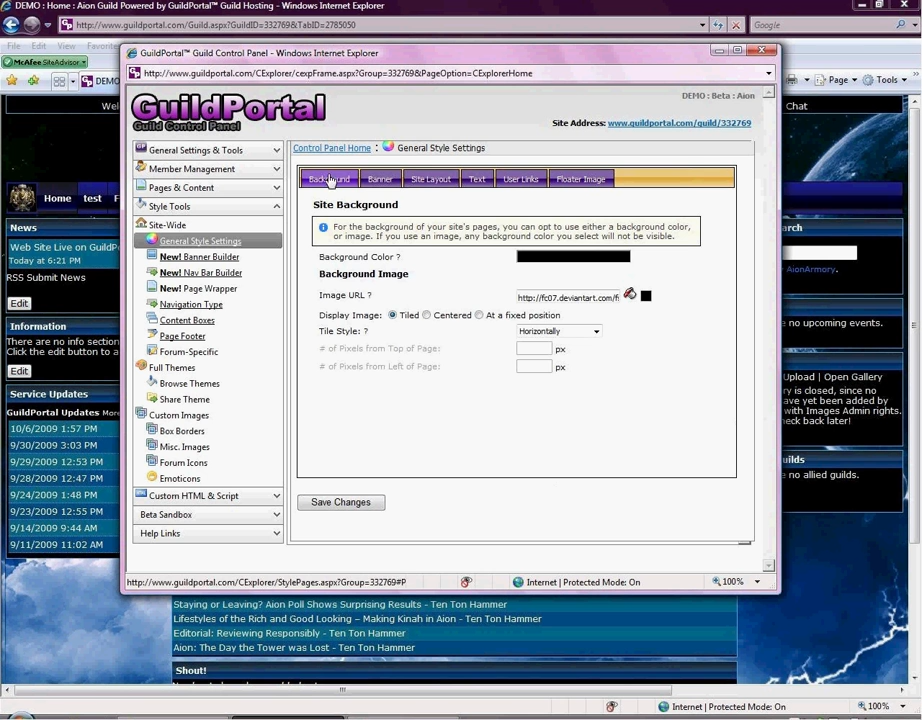 DEMO : Home : Aion Guild Powered by GuildPortal Guild Hosting - Windows Internet Explorer
http://www.guildportal.com/Guild.aspx?GuildID=332769&TabID=2785050
Google
File Edit View Favorites
McAfee SiteAdvisor
DEMO
Page Tools
GuildPortal™ Guild Control Panel - Windows Internet Explorer
http://www.guildportal.com/CExplorer/cexpFrame.aspx?Group=332769&PageOption=CExplorerHome
GuildPortal
Guild Control Panel
DEMO : Beta : Aion
Site Address: www.guildportal.com/guild/332769
Welc
Chat
Home test F
General Settings & Tools
Member Management
Pages & Content
Style Tools
Site-Wide
General Style Settings
New! Banner Builder
New! Nav Bar Builder
New! Page Wrapper
Navigation Type
Content Boxes
Page Footer
Forum-Specific
Full Themes
Browse Themes
Share Theme
Custom Images
Box Borders
Misc. Images
Forum Icons
Emoticons
Custom HTML & Script
Beta Sandbox
Help Links
Control Panel Home : General Style Settings
Background Banner Site Layout Text User Links Floater Image
Site Background
For the background of your site's pages, you can opt to use either a background color,
or image. If you use an image, any background color you select will not be visible.
Background Color ?
Background Image
Image URL ? http://fc07.deviantart.com/f
Display Image: Tiled Centered At a fixed position
Tile Style: ? Horizontally
# of Pixels from Top of Page: px
# of Pixels from Left of Page: px
Save Changes
http://www.guildportal.com/CExplorer/StylePages.aspx?Group=332769#P
Internet | Protected Mode: On
100%
News
Web Site Live on GuildPo
Today at 6:21 PM
RSS Submit News
Edit
Information
There are no info section
Click the edit button to a
Edit
Service Updates
GuildPortal Updates More
10/6/2009 1:57 PM
9/30/2009 3:03 PM
9/29/2009 12:53 PM
9/28/2009 12:47 PM
9/24/2009 1:48 PM
9/23/2009 12:55 PM
9/14/2009 9:44 AM
9/11/2009 11:02 AM
arch
AionArmory.
no upcoming events.
Upload | Open Gallery
y is closed, since no
ave yet been added by
with Images Admin rights.
heck back later!
uilds
no allied guilds.
Staying or Leaving? Aion Poll Shows Surprising Results - Ten Ton Hammer
Lifestyles of the Rich and Good Looking – Making Kinah in Aion - Ten Ton Hammer
Editorial: Reviewing Responsibly - Ten Ton Hammer
Aion: The Day the Tower was Lost - Ten Ton Hammer
Shout!
Internet | Protected Mode: On
100%